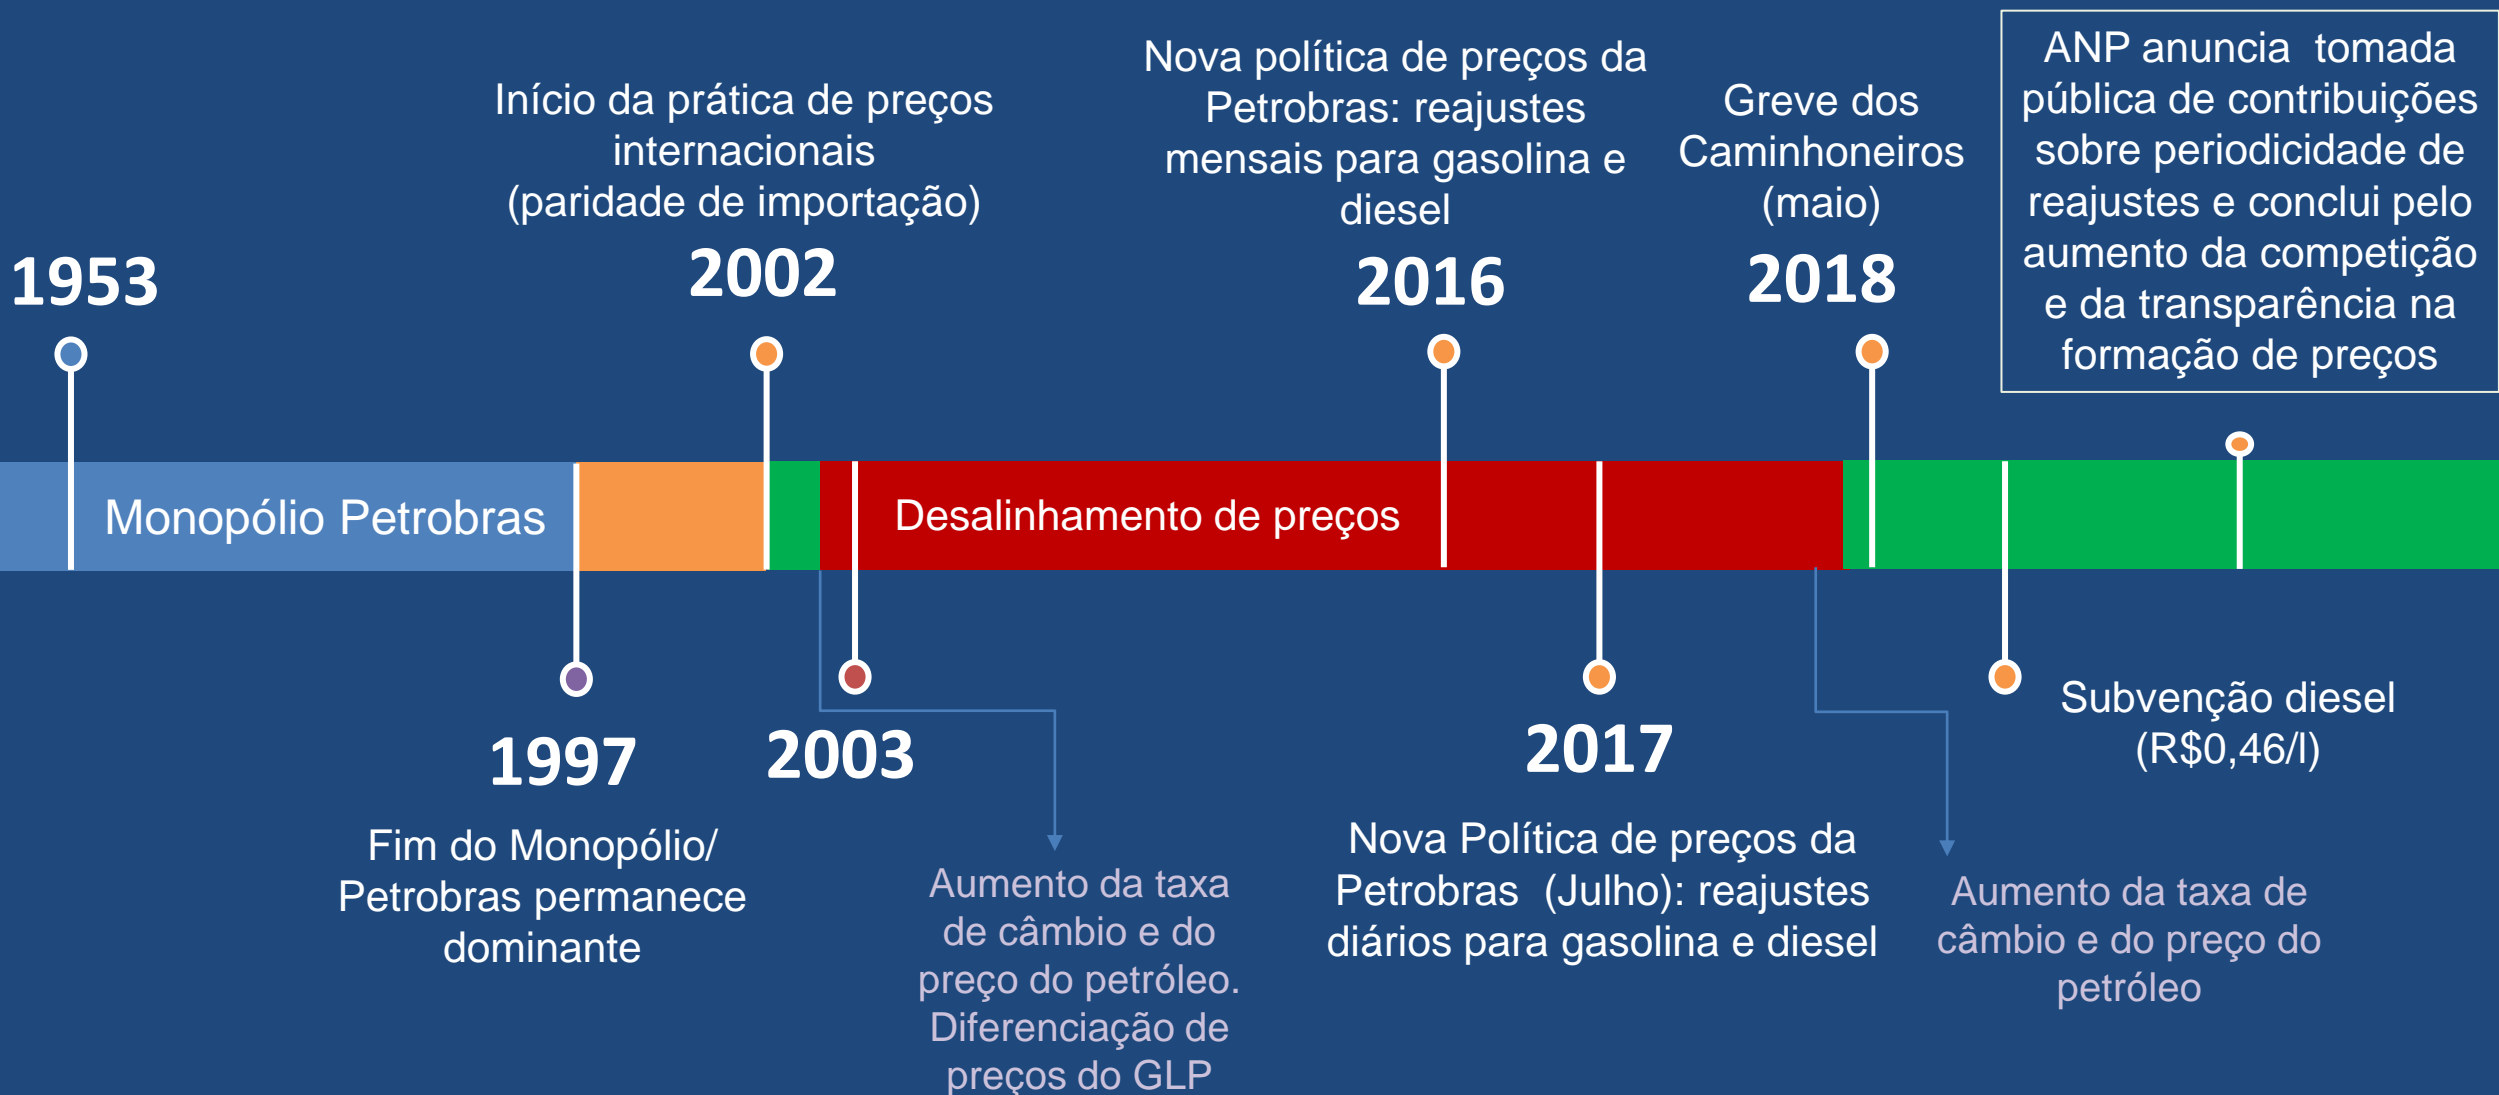 1953
Início da prática de preços
internacionais
(paridade de importação)
2002
Nova política de preços da
Petrobras: reajustes
mensais para gasolina e
diesel
2016
Greve dos
Caminhoneiros
(maio)
2018
ANP anuncia  tomada
pública de contribuições
sobre periodicidade de
reajustes e conclui pelo
aumento da competição
e da transparência na
formação de preços
Monopólio Petrobras
Desalinhamento de preços
1997
Fim do Monopólio/
Petrobras permanece
dominante
2003
Aumento da taxa
de câmbio e do
preço do petróleo.
Diferenciação de
preços do GLP
2017
Nova Política de preços da
Petrobras  (Julho): reajustes
diários para gasolina e diesel
Subvenção diesel
(R$0,46/l)
Aumento da taxa de
câmbio e do preço do
petróleo